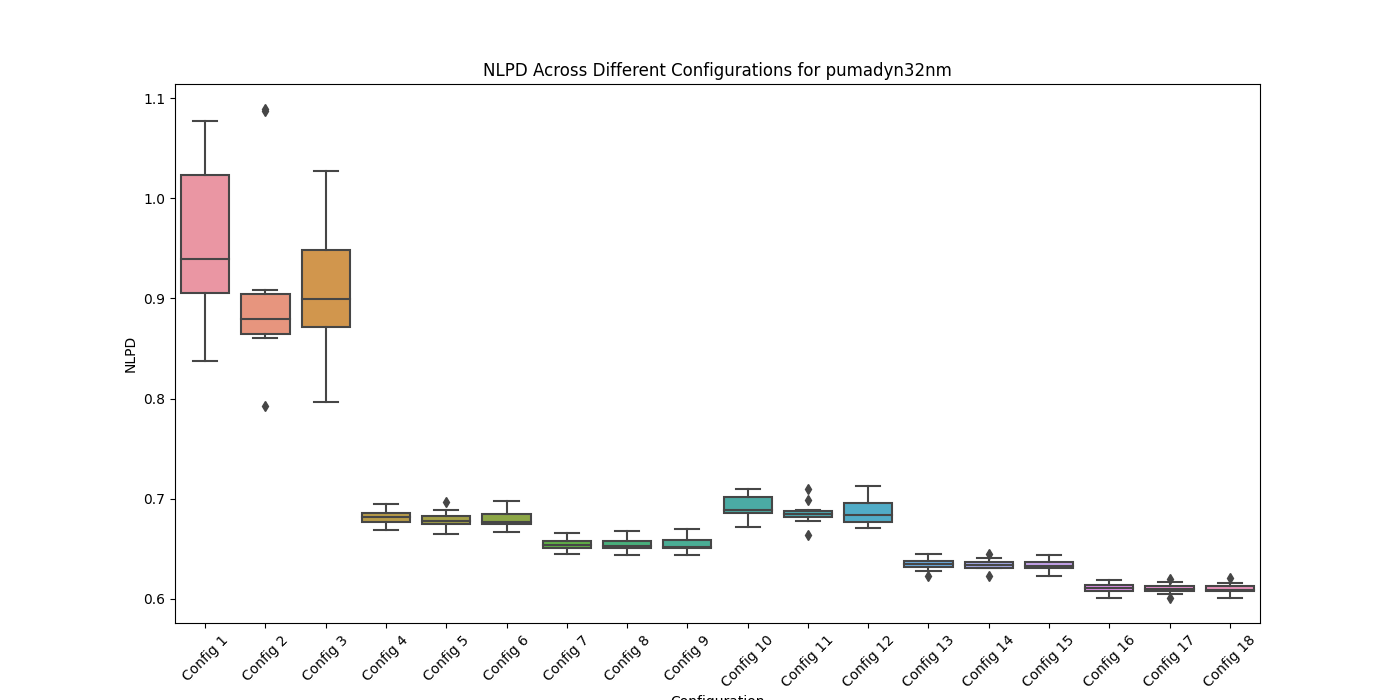 NLPD Across Different Configurations for pumadyn32nm
NLPD
1.1
1.0
0.9
0.8
0.7
0.6
Config 1
Config 2
Config 3
Config 4
Config 5
Config 6
Config 7
Config 8
Config 9
Config 10
Config 11
Config 12
Config 13
Config 14
Config 15
Config 16
Config 17
Config 18
Configuration